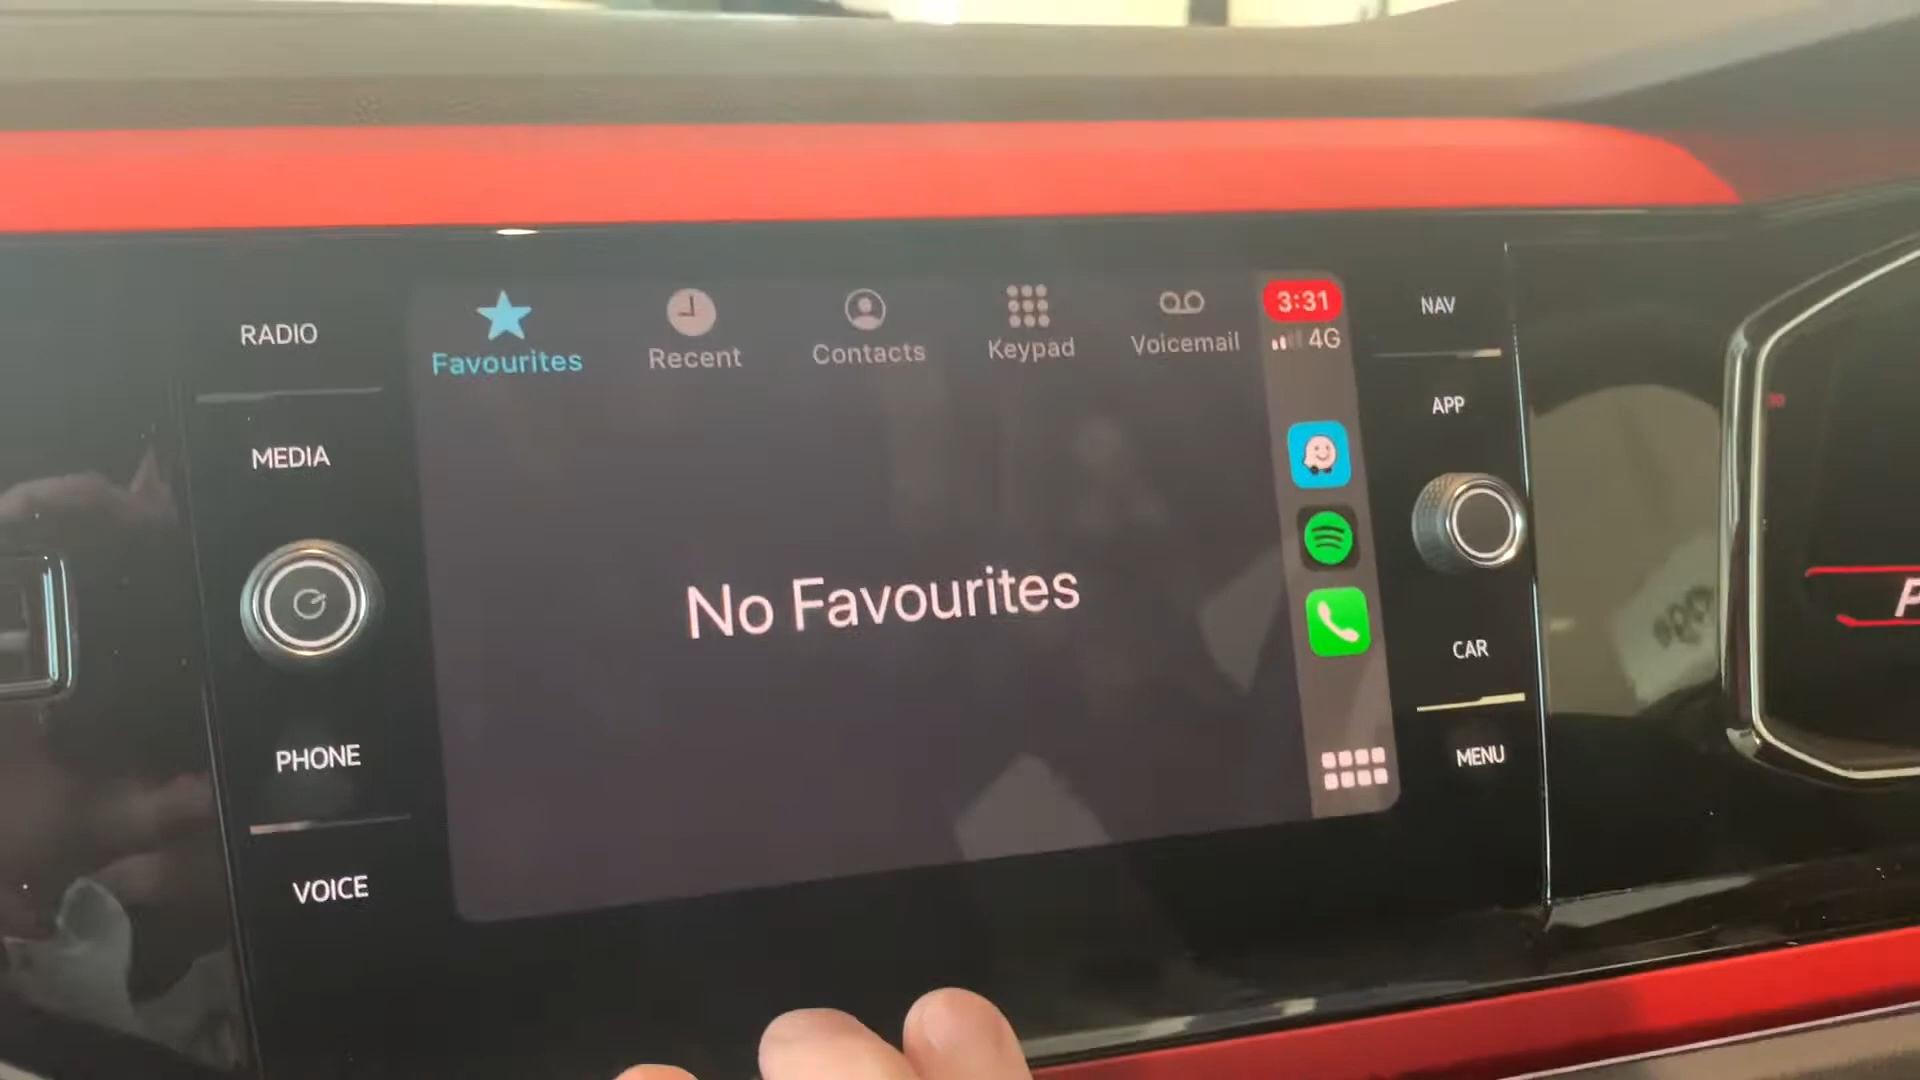 RADIO
MEDIA
PHONE
VOICE
Favourites
Recent
Contacts
Keypad
Voicemail
No Favourites
3:31
4G
NAV
APP
CAR
MENU
P